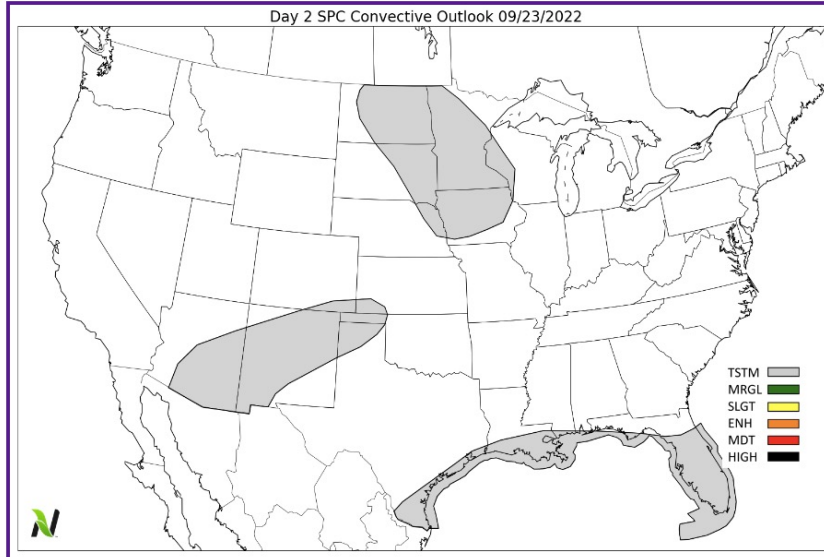 Day 2 SPC Convective Outlook 09/23/2022
TSTM
MRGL
SLGT
ENH
MDT
HIGH
N